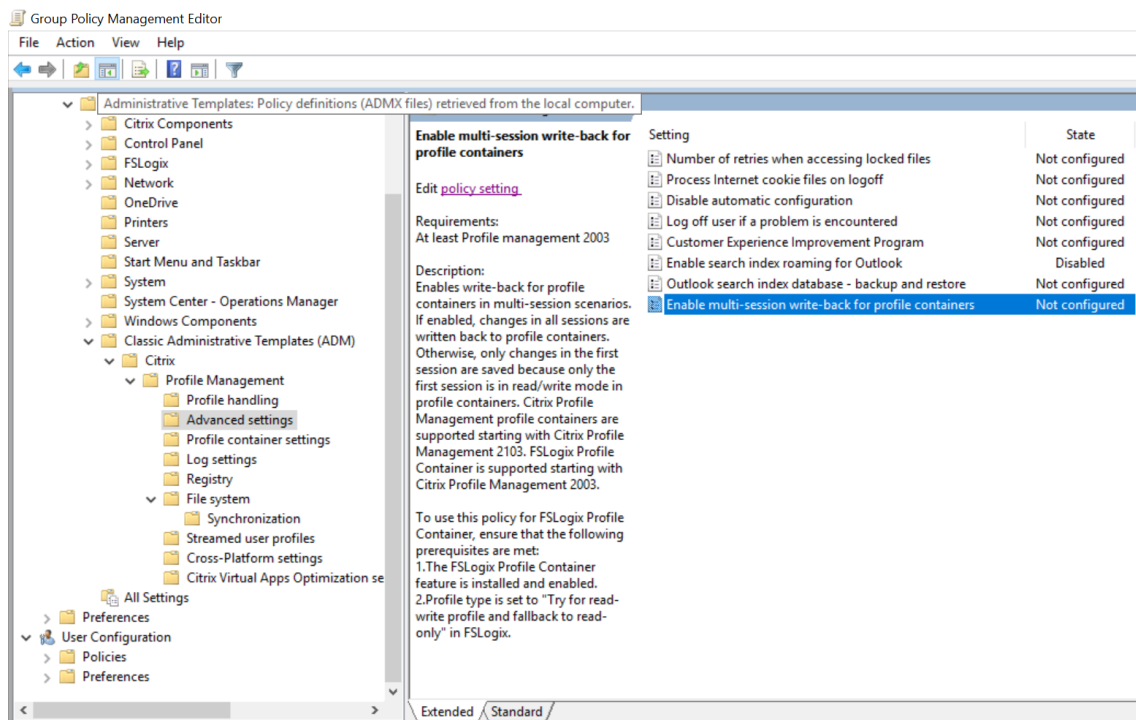 Group Policy Management Editor
File Action View Help
Administrative Templates: Policy definitions (ADMX files) retrieved from the local computer.
Citrix Components
Control Panel
FSLogix
Network
OneDrive
Printers
Server
Start Menu and Taskbar
System
System Center - Operations Manager
Windows Components
Classic Administrative Templates (ADM)
Citrix
Profile Management
Profile handling
Advanced settings
Profile container settings
Log settings
Registry
File system
Synchronization
Streamed user profiles
Cross-Platform settings
Citrix Virtual Apps Optimization se
All Settings
Preferences
User Configuration
Policies
Preferences
Enable multi-session write-back for
profile containers
Edit policy setting
Requirements:
At least Profile management 2003
Description:
Enables write-back for profile
containers in multi-session scenarios.
If enabled, changes in all sessions are
written back to profile containers.
Otherwise, only changes in the first
session are saved because only the
first session is in read/write mode in
profile containers. Citrix Profile
Management profile containers are
supported starting with Citrix Profile
Management 2103. FSLogix Profile
Container is supported starting with
Citrix Profile Management 2003.
To use this policy for FSLogix Profile
Container, ensure that the following
prerequisites are met:
1.The FSLogix Profile Container
feature is installed and enabled.
2.Profile type is set to "Try for read-
write profile and fallback to read-
only" in FSLogix.
Setting State
Number of retries when accessing locked files Not configured
Process Internet cookie files on logoff Not configured
Disable automatic configuration Not configured
Log off user if a problem is encountered Not configured
Customer Experience Improvement Program Not configured
Enable search index roaming for Outlook Disabled
Outlook search index database - backup and restore Not configured
Enable multi-session write-back for profile containers Not configured
Extended Standard